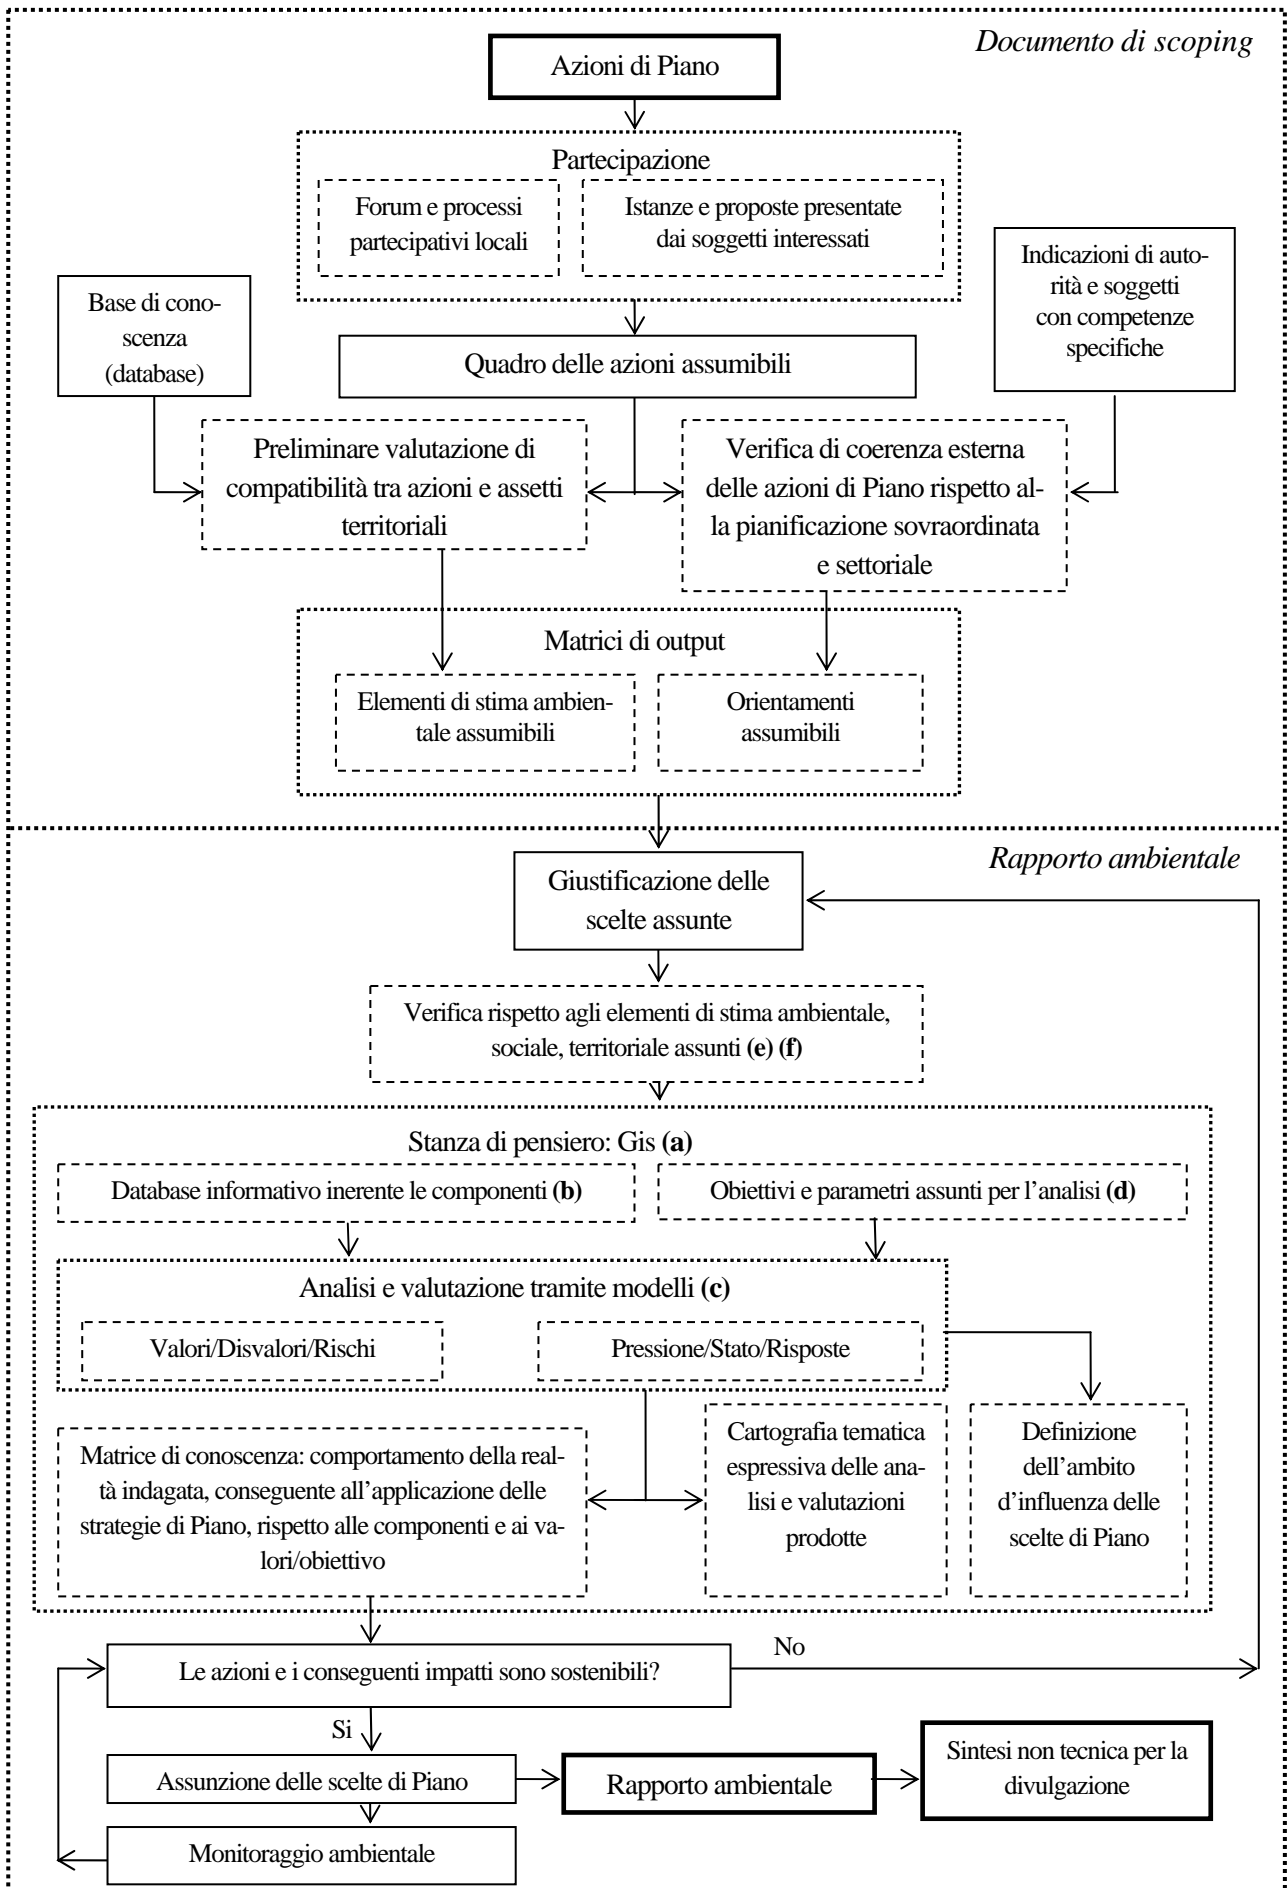 Documento di scoping
Azioni di Piano
Partecipazione
Forum e processi
partecipativi locali
Istanze e proposte presentate
dai soggetti interessati
Indicazioni di auto-
rità e soggetti
con competenze
specifiche
Base di cono-
scenza
(database)
Quadro delle azioni assumibili
Preliminare valutazione di
compatibilità tra azioni e assetti
territoriali
Verifica di coerenza esterna
delle azioni di Piano rispetto al-
la pianificazione sovraordinata
e settoriale
Matrici di output
Elementi di stima ambien-
tale assumibili
Orientamenti
assumibili
Rapporto ambientale
Giustificazione delle
scelte assunte
Verifica rispetto agli elementi di stima ambientale,
sociale, territoriale assunti (e) (f)
Stanza di pensiero: Gis (a)
Database informativo inerente le componenti (b)
Obiettivi e parametri assunti per l’analisi (d)
Analisi e valutazione tramite modelli (c)
Valori/Disvalori/Rischi
Pressione/Stato/Risposte
Matrice di conoscenza: comportamento della real-
tà indagata, conseguente all’applicazione delle
strategie di Piano, rispetto alle componenti e ai va-
lori/obiettivo
Cartografia tematica
espressiva delle ana-
lisi e valutazioni
prodotte
Definizione
dell’ambito
d’influenza delle
scelte di Piano
Le azioni e i conseguenti impatti sono sostenibili?
No
Si
Assunzione delle scelte di Piano
Rapporto ambientale
Sintesi non tecnica per la
divulgazione
Monitoraggio ambientale